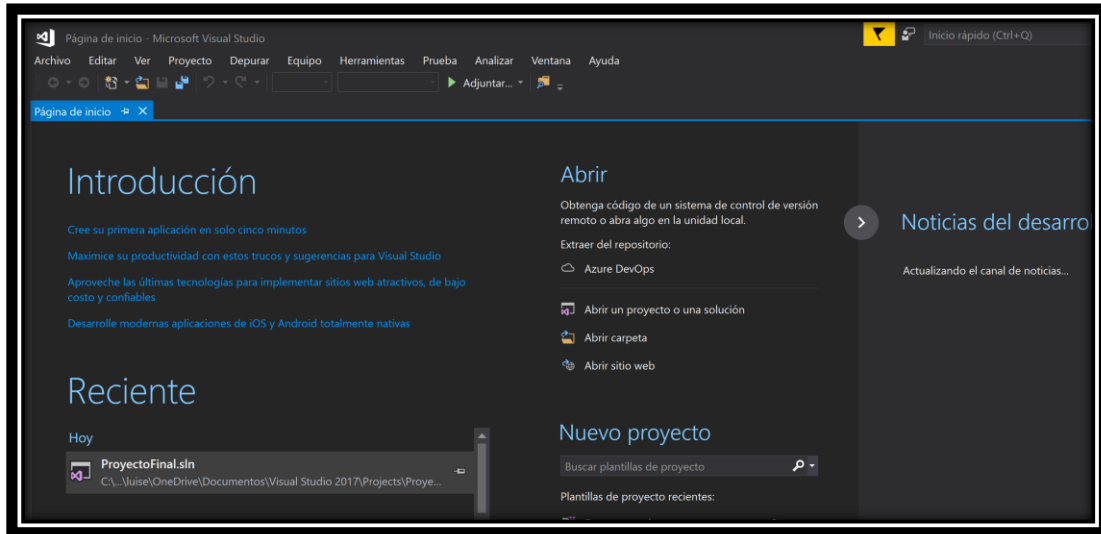 Página de inicio - Microsoft Visual Studio
Inicio rápido (Ctrl+Q)
Archivo Editar Ver Proyecto Depurar Equipo Herramientas Prueba Analizar Ventana Ayuda
Adjuntar...
Página de inicio
Introducción
Cree su primera aplicación en solo cinco minutos
Maximice su productividad con estos trucos y sugerencias para Visual Studio
Aproveche las últimas tecnologías para implementar sitios web atractivos, de bajo
costo y confiables
Desarrolle modernas aplicaciones de iOS y Android totalmente nativas
Reciente
Hoy
ProyectoFinal.sln
C:\...\luise\OneDrive\Documentos\Visual Studio 2017\Projects\Proye...
Abrir
Obtenga código de un sistema de control de versión
remoto o abra algo en la unidad local.
Extraer del repositorio:
Azure DevOps
Abrir un proyecto o una solución
Abrir carpeta
Abrir sitio web
Nuevo proyecto
Buscar plantillas de proyecto
Plantillas de proyecto recientes:
Noticias del desarrol
Actualizando el canal de noticias...